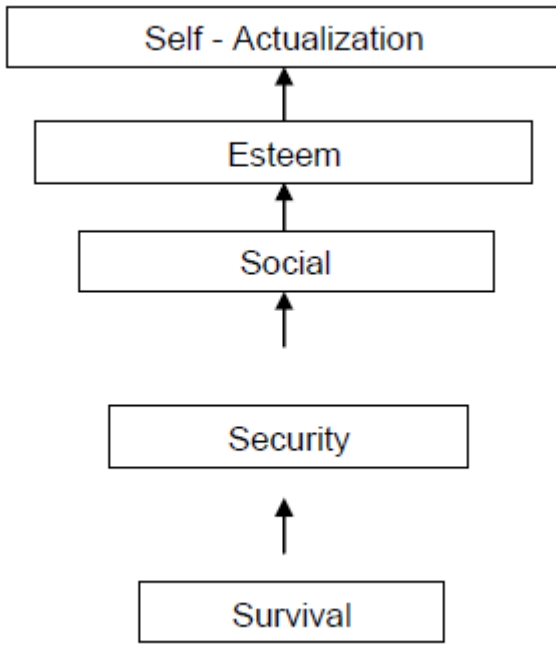 Self - Actualization
Esteem
Social
Security
Survival